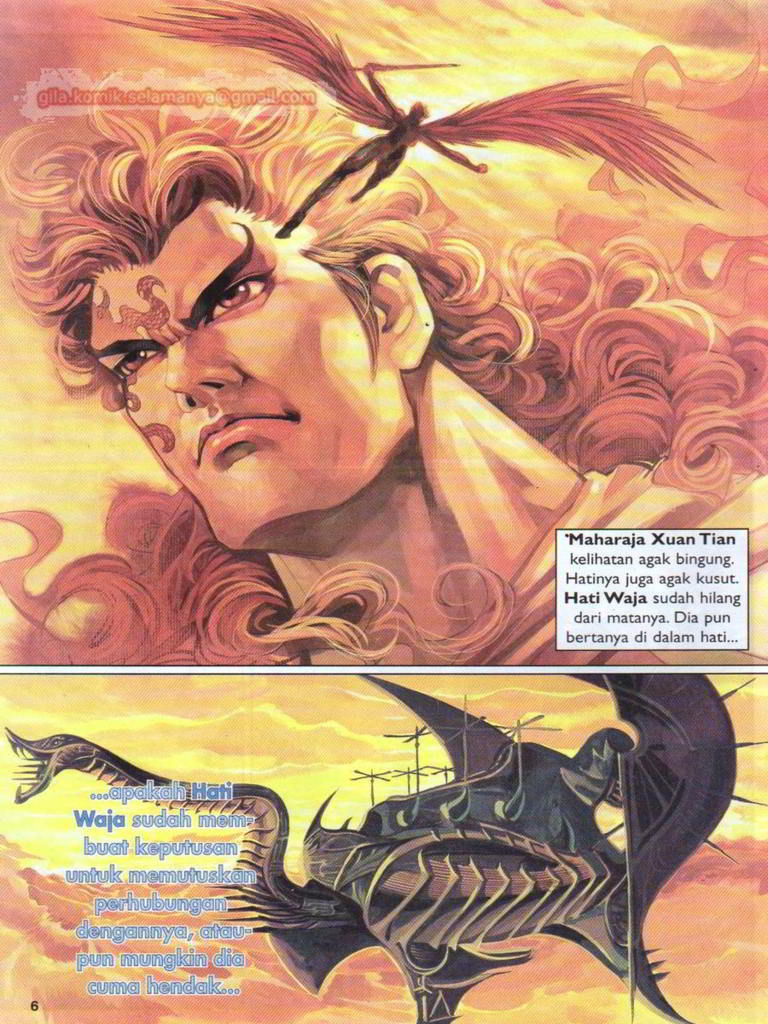 gila.komik.selamanya@gmail.com
*Maharaja Xuan Tian
kelihatan agak bingung.
Hatinya juga agak kusut.
Hati Waja sudah hilang
dari matanya. Dia pun
bertanya di dalam hati...
...apakah Hati
Waja sudah mem-
buat keputusan
untuk memutuskan
perhubungan
dengannya, atau-
pun mungkin dia
cuma hendak...
6